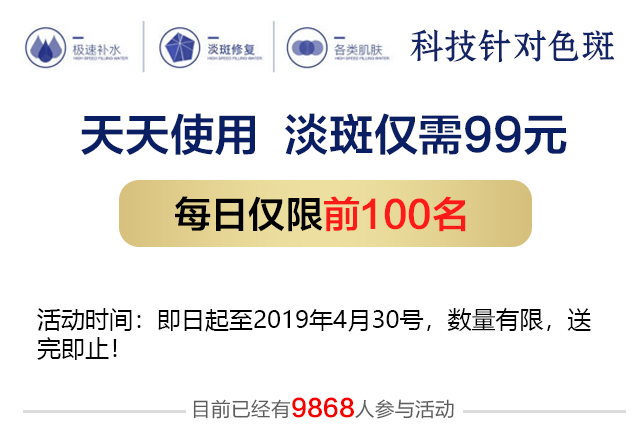 极速补水 淡斑修复 各类肌肤 科技针对色斑
HIGH SPEED FILLING WATER HIGH SPEED FILLING WATER HIGH SPEED FILLING WATER
天天使用 淡斑仅需99元
每日仅限前100名
活动时间：即日起至2019年4月30号，数量有限，送
完即止！
目前已经有9868人参与活动